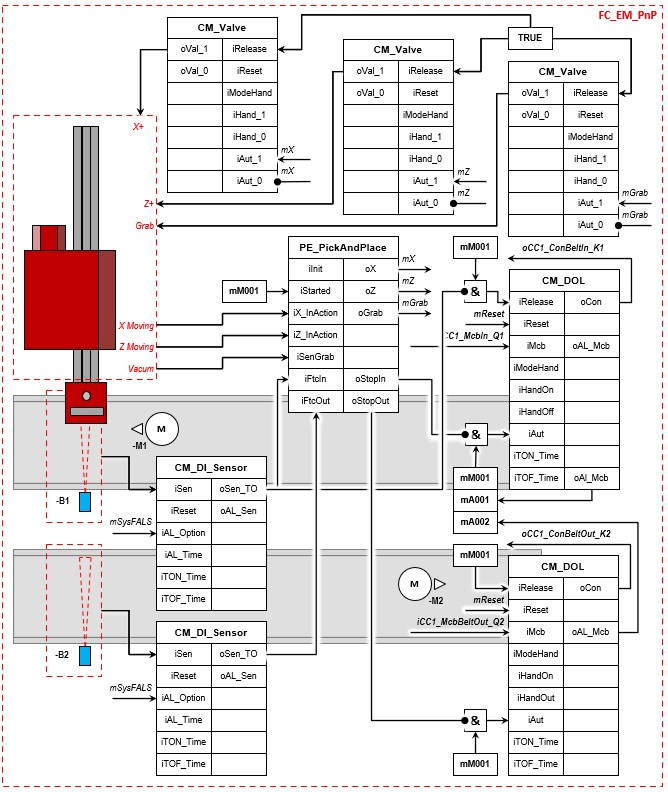 FC_EM_PnP
TRUE
CM_Valve
oVal_1 iRelease
oVal_0 iReset
iModeHand
iHand_1
iHand_0
iAut_1 mX
iAut_0 mX
CM_Valve
oVal_1 iRelease
oVal_0 iReset
iModeHand
iHand_1
iHand_0
iAut_1 mZ
iAut_0 mZ
CM_Valve
oVal_1 iRelease
oVal_0 iReset
iModeHand
iHand_1
iHand_0
iAut_1 mGrab
iAut_0 mGrab
X+
Z+
Grab
X Moving
Z Moving
Vacum
mM001
PE_PickAndPlace
iInit oX mX
iStarted oZ mZ
iX_InAction oGrab mGrab
iZ_InAction
iSenGrab
iFtcIn oStopIn
iFtcOut oStopOut
mM001
&
oCC1_ConBeltIn_K1
mReset
CC1_McbIn_Q1
CM_DOL
iRelease oCon
iReset
iMcb oAL_Mcb
iModeHand
iHandOn
iHandOff
iAut
iTON_Time
iTOF_Time oAl_Mcb
&
mM001
mA001
mA002
M
-M1
-B1
mSysFALS
CM_DI_Sensor
iSen oSen_TO
iReset oAL_Sen
iAL_Option
iAL_Time
iTON_Time
iTOF_Time
oCC1_ConBeltOut_K2
mM001
M
-M2
mReset
iCC1_McbBeltOut_Q2
CM_DOL
iRelease oCon
iReset
iMcb oAL_Mcb
iModeHand
iHandOn
iHandOut
iAut
iTON_Time
iTOF_Time
&
mM001
-B2
mSysFALS
CM_DI_Sensor
iSen oSen_TO
iReset oAL_Sen
iAL_Option
iAL_Time
iTON_Time
iTOF_Time